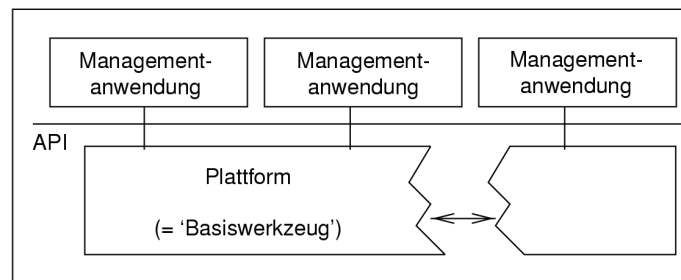 Management-
anwendung
Management-
anwendung
Management-
anwendung
API
Plattform
(= ‘Basiswerkzeug’)